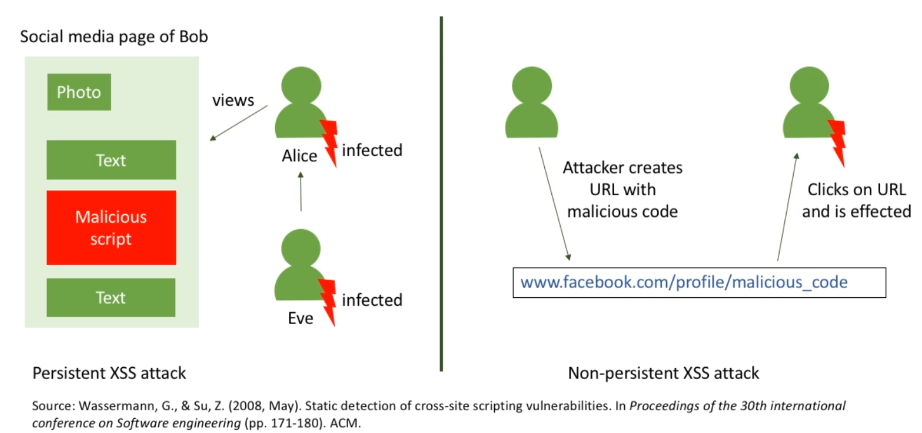 Social media page of Bob
Photo
Text
Malicious
script
Text
views
Alice
infected
Eve
infected
Persistent XSS attack
Attacker creates
URL with
malicious code
Clicks on URL
and is effected
www.facebook.com/profile/malicious_code
Non-persistent XSS attack
Source: Wassermann, G., & Su, Z. (2008, May). Static detection of cross-site scripting vulnerabilities. In Proceedings of the 30th international
conference on Software engineering (pp. 171-180). ACM.